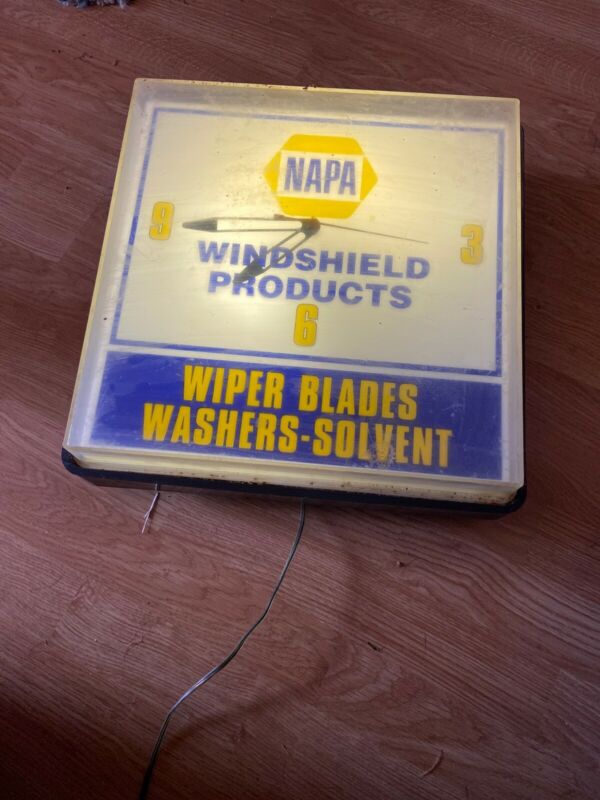 NAPA
9
3
WINDSHIELD
PRODUCTS
6
WIPER BLADES
WASHERS-SOLVENT